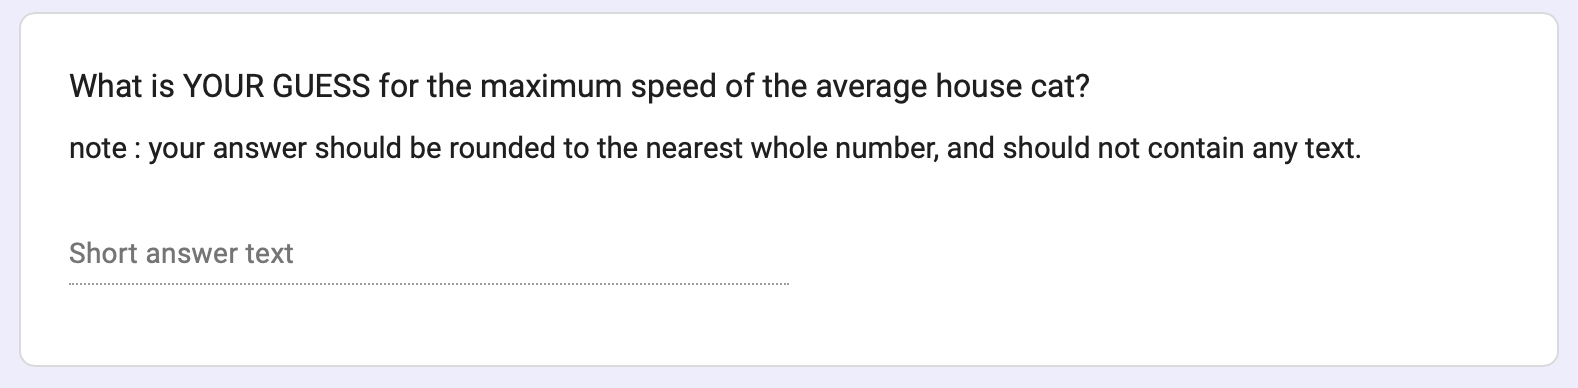 What is YOUR GUESS for the maximum speed of the average house cat?
note : your answer should be rounded to the nearest whole number, and should not contain any text.
Short answer text